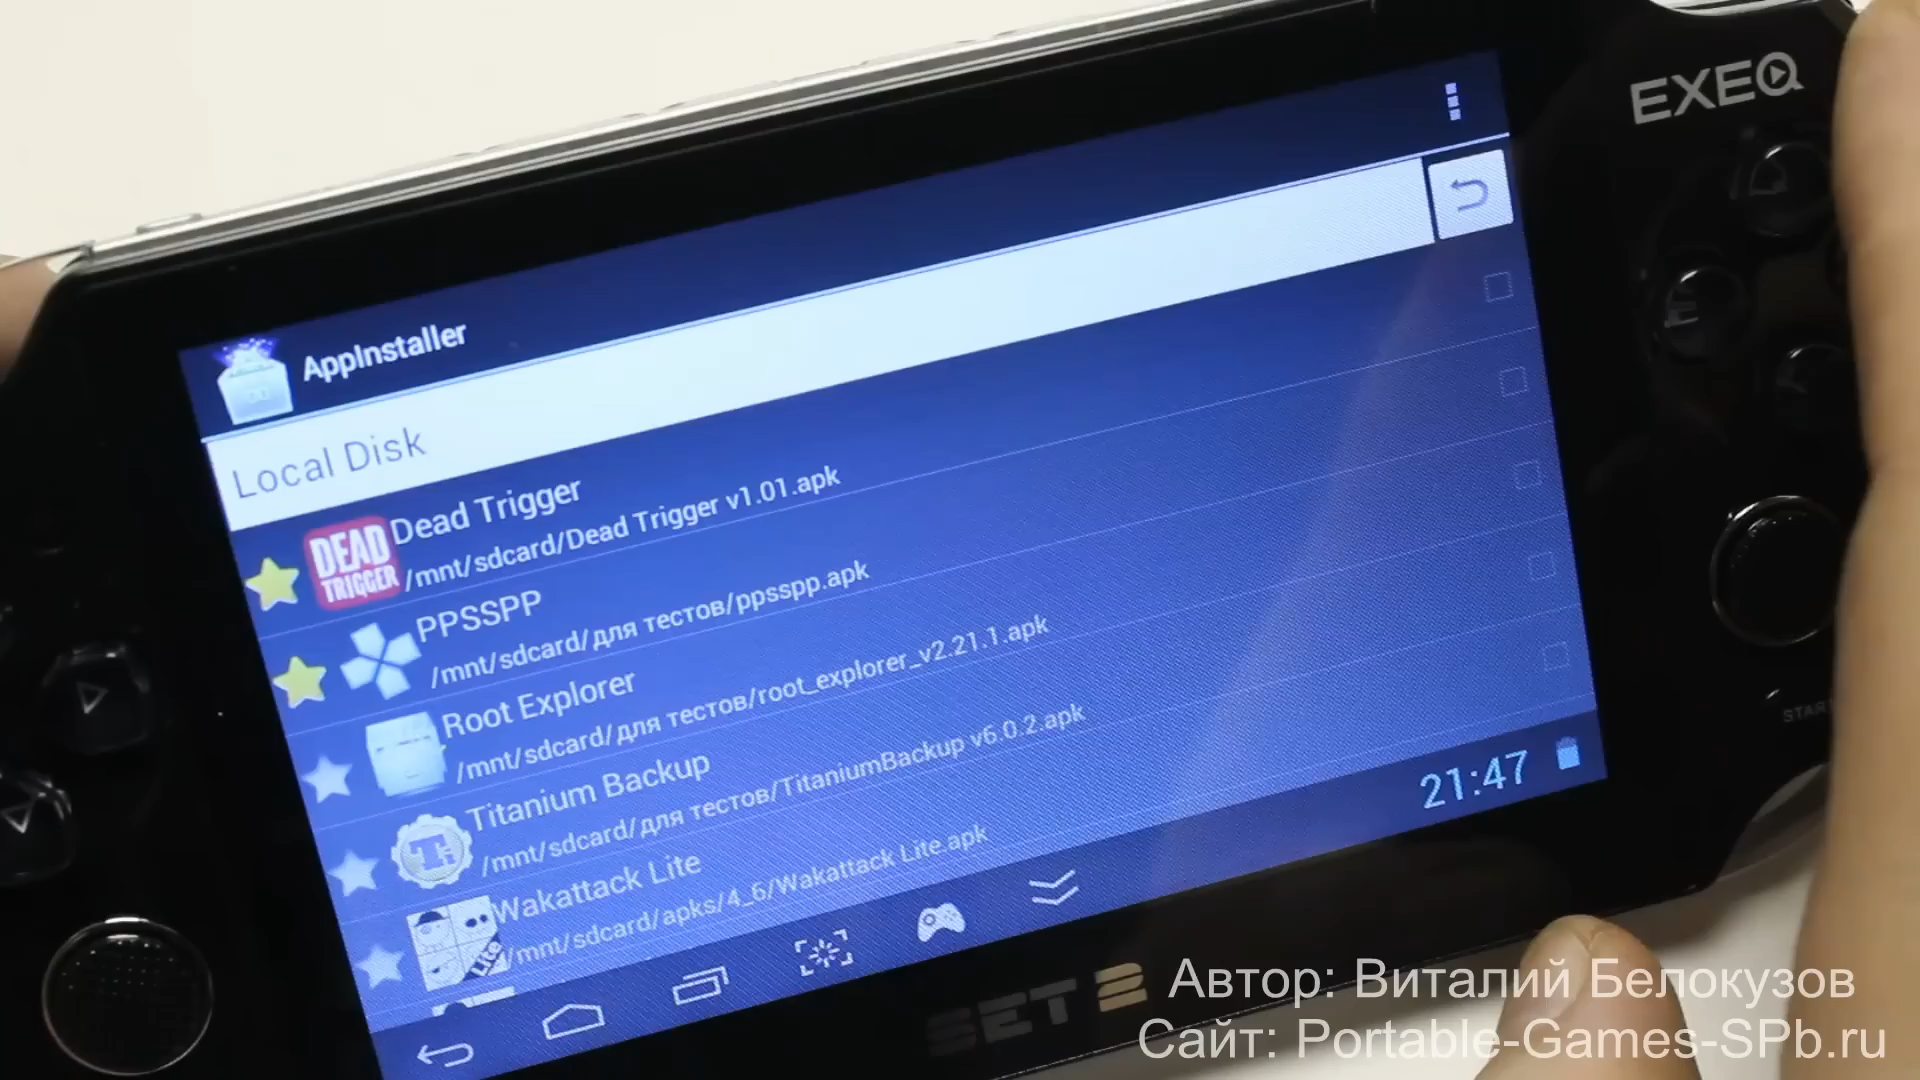 EXEQ
AppInstaller
Local Disk
DEAD
TRIGGER
Dead Trigger
/mnt/sdcard/Dead Trigger v1.01.apk
PPSSPP
/mnt/sdcard/для тестов/ppsspp.apk
Root Explorer
/mnt/sdcard/для тестов/root_explorer_v2.21.1.apk
Titanium Backup
/mnt/sdcard/для тестов/TitaniumBackup v6.0.2.apk
Wakattack Lite
Lite
/mnt/sdcard/apks/4_6/Wakattack Lite.apk
START
21:47
SET 2
Автор: Виталий Белокузов
Сайт: Portable-Games-SPb.ru